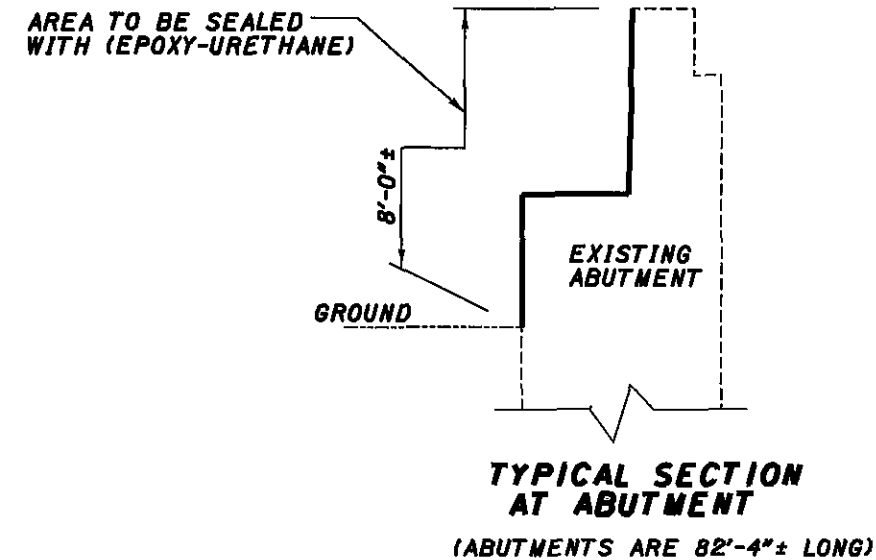 AREA TO BE SEALED
WITH (EPOXY-URETHANE)
8'-0"±
EXISTING
ABUTMENT
GROUND
TYPICAL SECTION
AT ABUTMENT
(ABUTMENTS ARE 82'-4"± LONG)